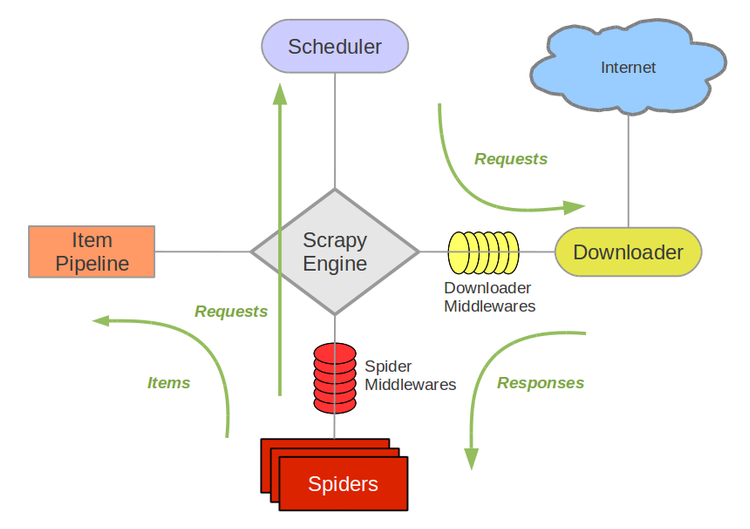 Scheduler
Internet
Requests
Item
Pipeline
Scrapy
Engine
Downloader
Downloader
Middlewares
Requests
Spider
Middlewares
Items
Responses
Spiders